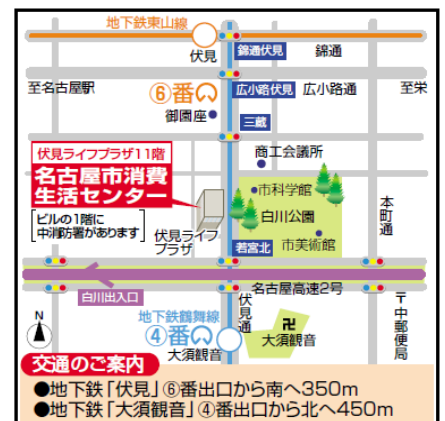 地下鉄東山線
伏見
錦通伏見
錦通
至名古屋駅
⑥番
広小路伏見
広小路通
至栄
御園座
三蔵
商工会議所
伏見ライフプラザ11階
名古屋市消費
生活センター
ビルの1階に
中消防署があります
伏見ライフ
プラザ
市科学館
白川公園
若宮北
市美術館
本町通
白川出入口
名古屋高速2号
N
地下鉄鶴舞線
④番
大須観音
伏見通
卍
大須観音
〒中郵便局
交通のご案内
●地下鉄「伏見」⑥番出口から南へ350m
●地下鉄「大須観音」④番出口から北へ450m